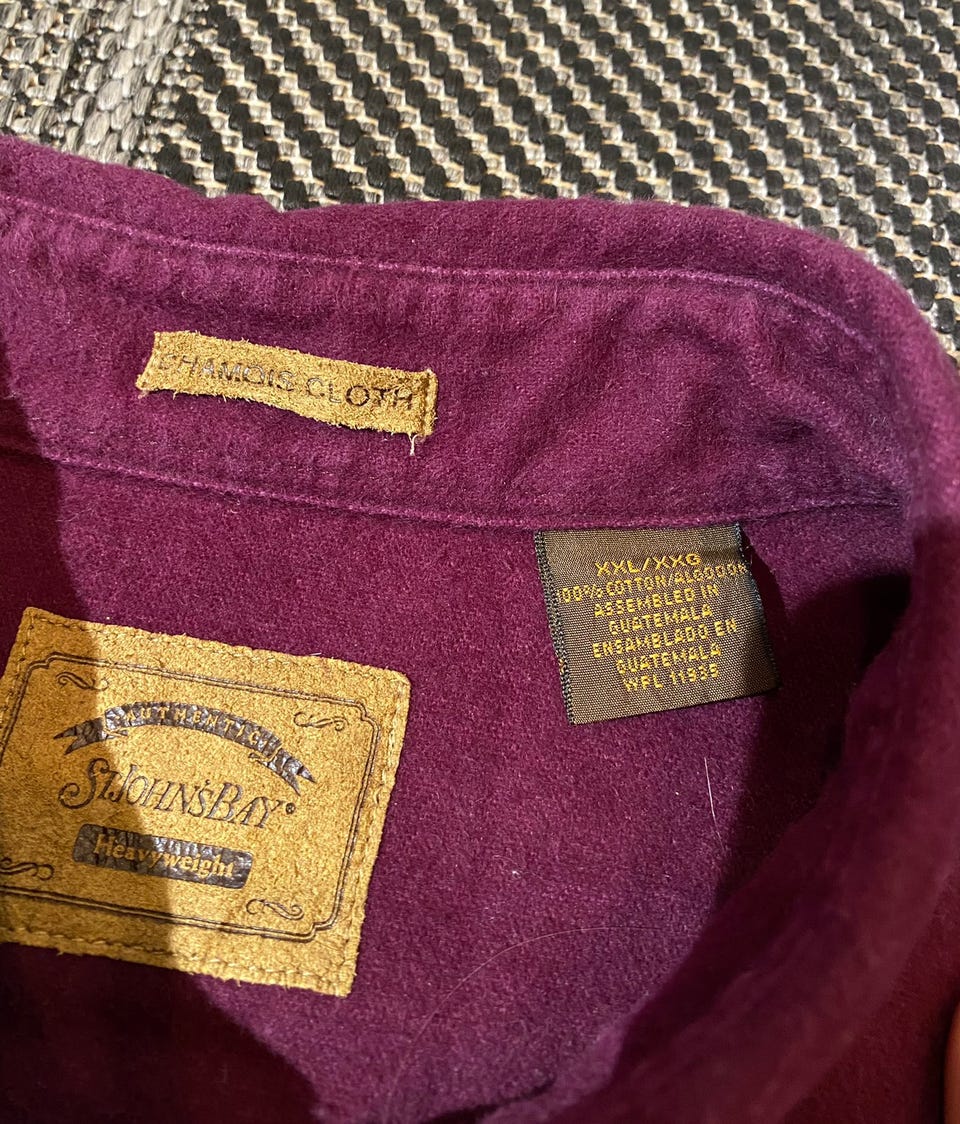 CHAMOIS CLOTH
XXL/XXG
100% COTTON/ALGODON
ASSEMBLED IN
GUATEMALA
ENSAMBLADO EN
GUATEMALA
WPL 11935
AUTHENTIC
ST. JOHN'S BAY®
Heavyweight